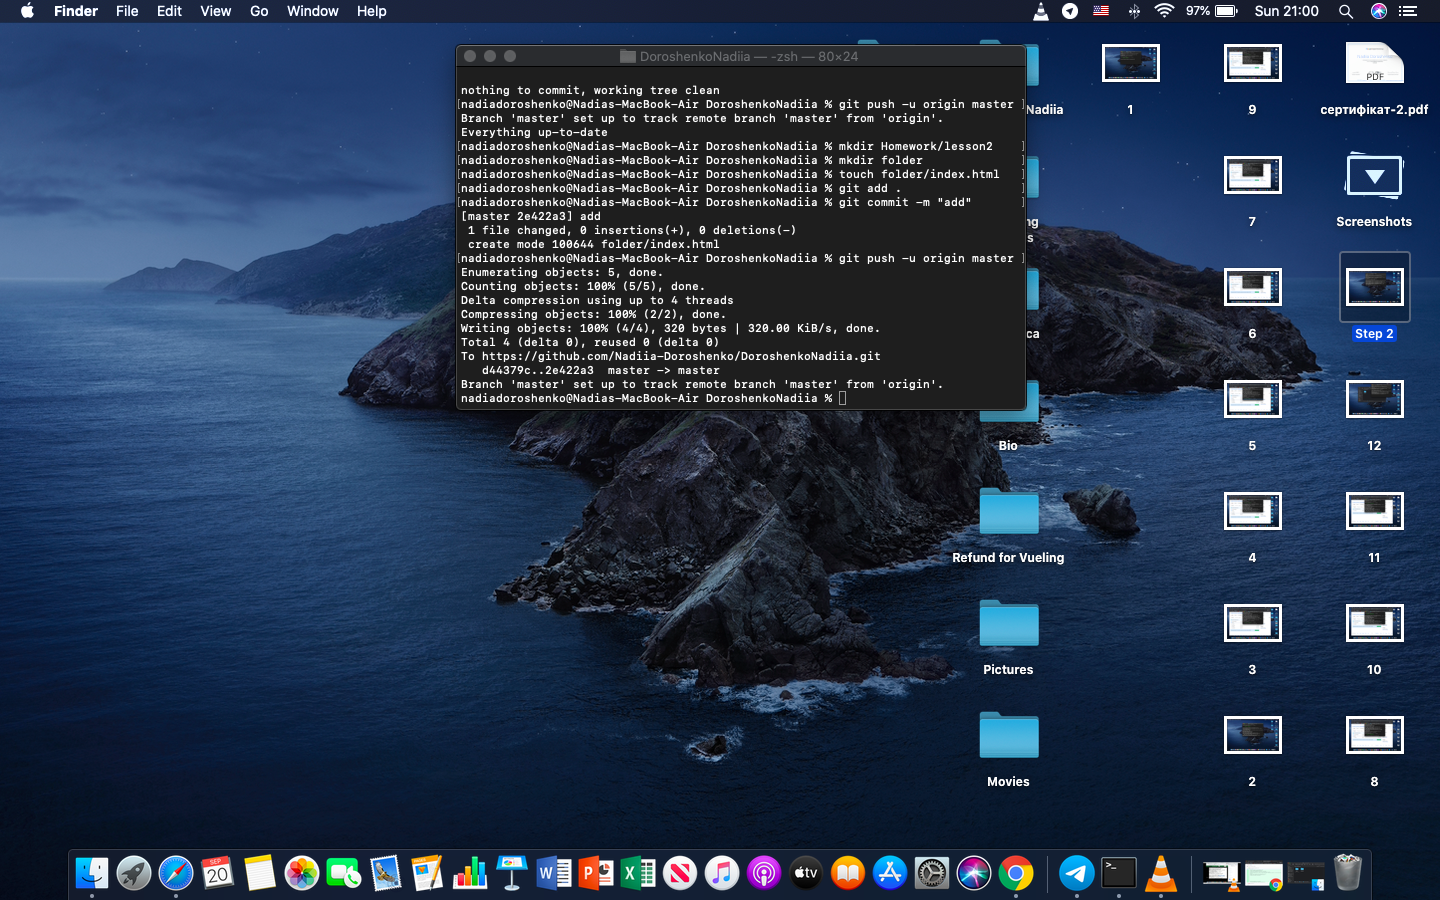 Finder File Edit View Go Window Help
97% Sun 21:00
DoroshenkoNadiia — -zsh — 80×24
nothing to commit, working tree clean
[nadiadoroshenko@Nadias-MacBook-Air DoroshenkoNadiia % git push -u origin master ]
Branch 'master' set up to track remote branch 'master' from 'origin'.
Everything up-to-date
[nadiadoroshenko@Nadias-MacBook-Air DoroshenkoNadiia % mkdir Homework/lesson2 ]
[nadiadoroshenko@Nadias-MacBook-Air DoroshenkoNadiia % mkdir folder ]
[nadiadoroshenko@Nadias-MacBook-Air DoroshenkoNadiia % touch folder/index.html ]
[nadiadoroshenko@Nadias-MacBook-Air DoroshenkoNadiia % git add . ]
[nadiadoroshenko@Nadias-MacBook-Air DoroshenkoNadiia % git commit -m "add" ]
[master 2e422a3] add
1 file changed, 0 insertions(+), 0 deletions(-)
create mode 100644 folder/index.html
[nadiadoroshenko@Nadias-MacBook-Air DoroshenkoNadiia % git push -u origin master ]
Enumerating objects: 5, done.
Counting objects: 100% (5/5), done.
Delta compression using up to 4 threads
Compressing objects: 100% (2/2), done.
Writing objects: 100% (4/4), 320 bytes | 320.00 KiB/s, done.
Total 4 (delta 0), reused 0 (delta 0)
To https://github.com/Nadiia-Doroshenko/DoroshenkoNadiia.git
d44379c..2e422a3 master -> master
Branch 'master' set up to track remote branch 'master' from 'origin'.
nadiadoroshenko@Nadias-MacBook-Air DoroshenkoNadiia %
PDF
Nadiia 1 9 сертифікат-2.pdf
ng
s
7 Screenshots
ca 6 Step 2
Bio 5 12
Refund for Vueling 4 11
Pictures 3 10
Movies 2 8
SEP
20
W P X
tv
>_